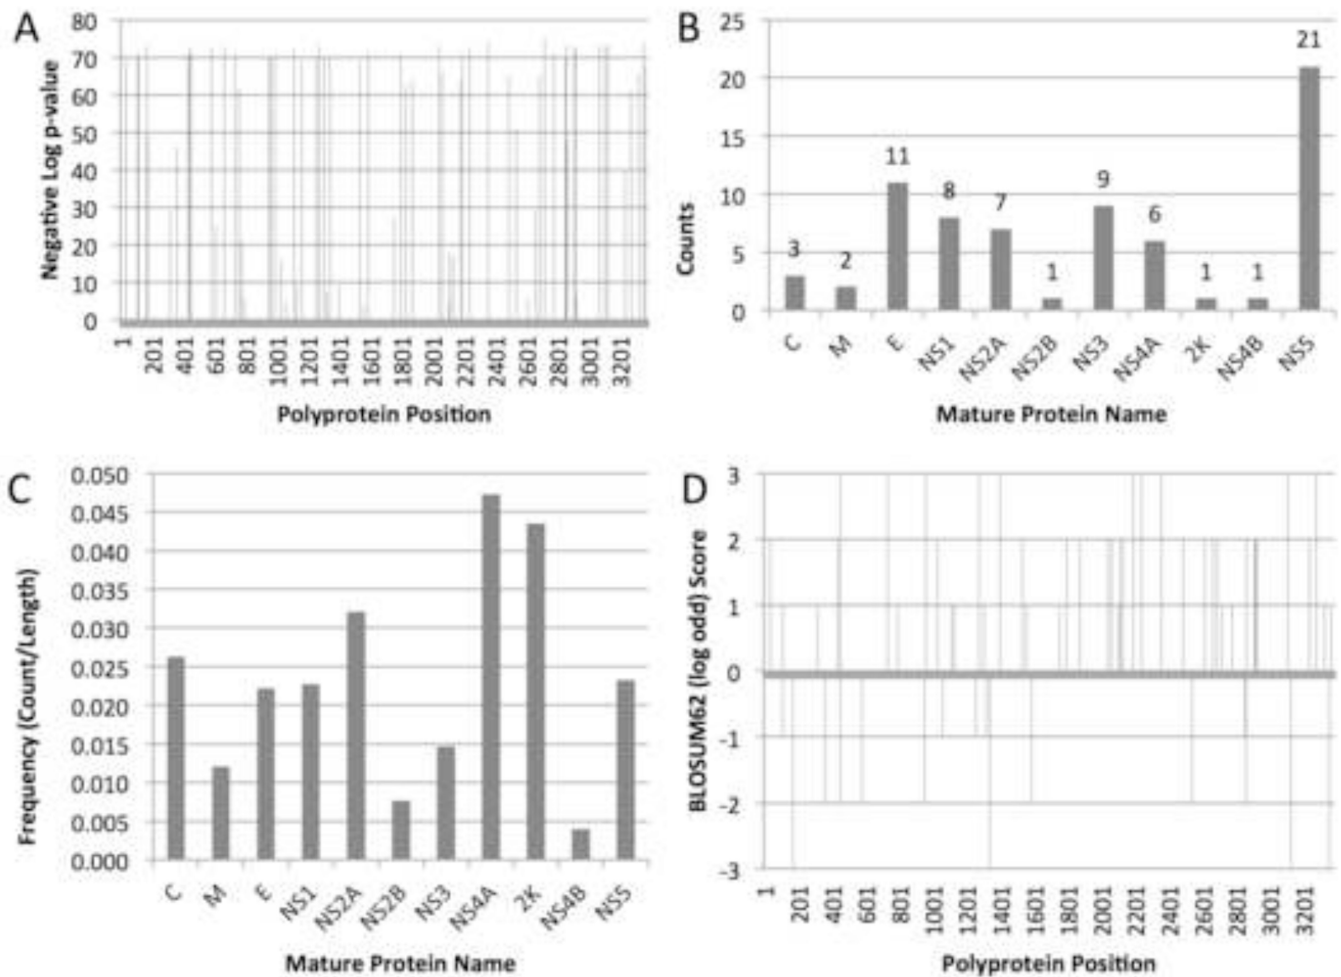 A
Negative Log p-value
80
70
60
50
40
30
20
10
0
1
201
401
601
801
1001
1201
1401
1601
1801
2001
2201
2401
2601
2801
3001
3201
Polyprotein Position
B
Counts
25
20
15
10
5
0
3
2
11
8
7
1
9
6
1
1
21
C
M
E
NS1
NS2A
NS2B
NS3
NS4A
2K
NS4B
NS5
Mature Protein Name
C
Frequency (Count/Length)
0.050
0.045
0.040
0.035
0.030
0.025
0.020
0.015
0.010
0.005
0.000
C
M
E
NS1
NS2A
NS2B
NS3
NS4A
2K
NS4B
NS5
Mature Protein Name
D
BLOSUM62 (log odd) Score
3
2
1
0
-1
-2
-3
1
201
401
601
801
1001
1201
1401
1601
1801
2001
2201
2401
2601
2801
3001
3201
Polyprotein Position